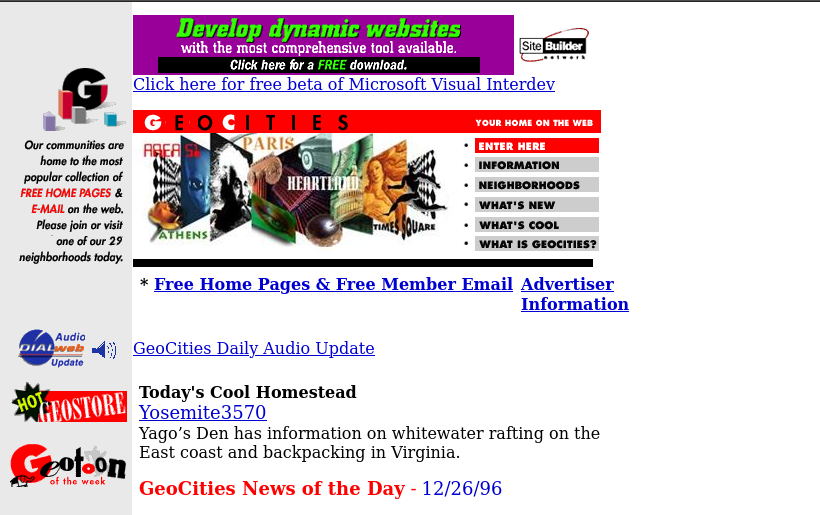 Develop dynamic websites
with the most comprehensive tool available.
Click here for a FREE download.
Site Builder
network
Click here for free beta of Microsoft Visual Interdev
G
Our communities are
home to the most
popular collection of
FREE HOME PAGES &
E-MAIL on the web.
Please join or visit
one of our 29
neighborhoods today.
GEOCITIES
YOUR HOME ON THE WEB
AREA 51
PARIS
HEARTLAND
ATHENS
TIMES SQUARE
• ENTER HERE
• INFORMATION
• NEIGHBORHOODS
• WHAT'S NEW
• WHAT'S COOL
• WHAT IS GEOCITIES?
* Free Home Pages & Free Member Email
Advertiser
Information
Audio
DIALweb
Update
GeoCities Daily Audio Update
HOT
GEOSTORE
Geotoon
of the week
Today's Cool Homestead
Yosemite3570
Yago’s Den has information on whitewater rafting on the
East coast and backpacking in Virginia.
GeoCities News of the Day - 12/26/96